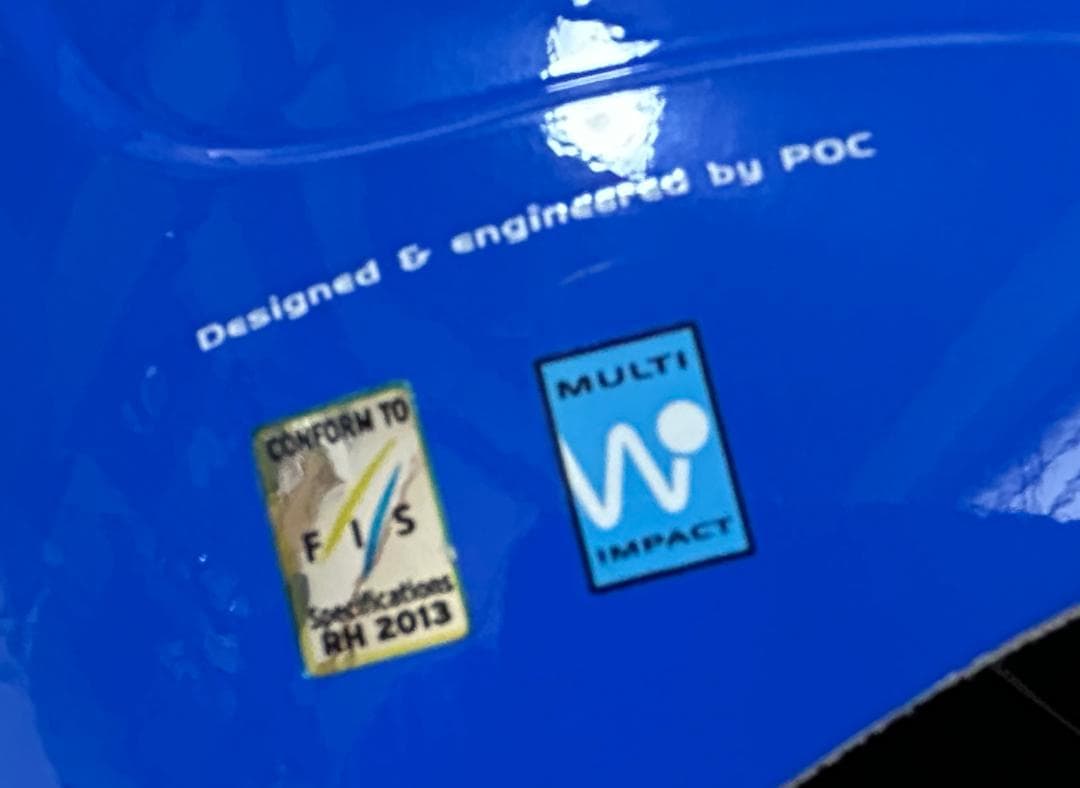 Designed & engineered by POC
CONFORM TO
FIS
Specifications
RH 2013
MULTI
IMPACT